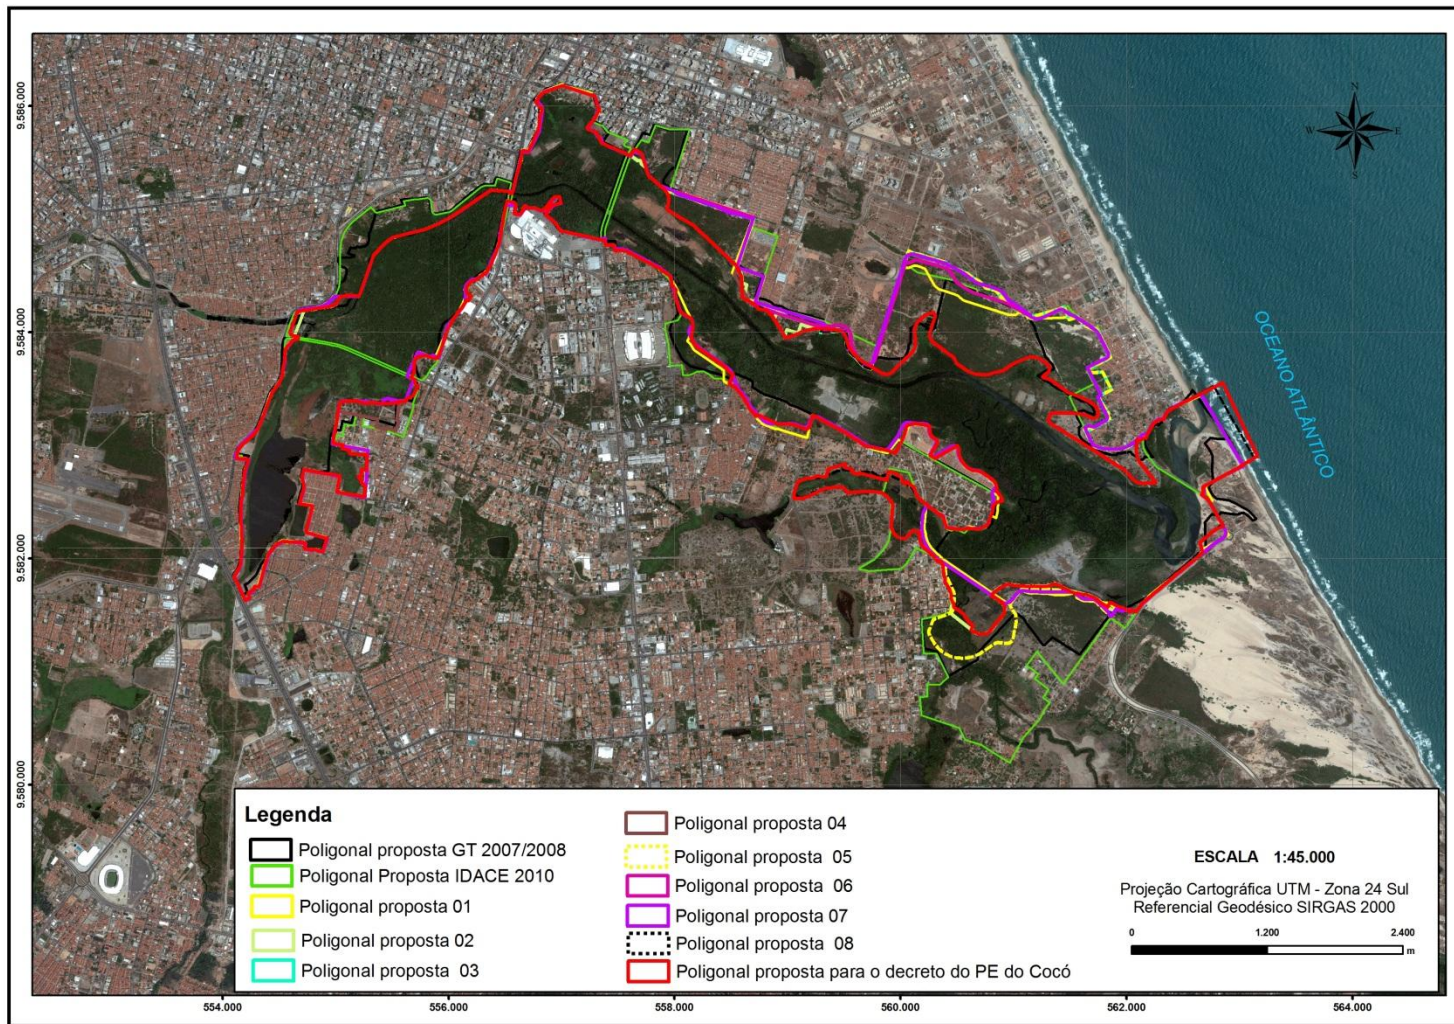 N
W
E
S
9.586.000
9.584.000
9.582.000
9.580.000
OCEANO ATLÂNTICO
Legenda
Poligonal proposta GT 2007/2008
Poligonal Proposta IDACE 2010
Poligonal proposta 01
Poligonal proposta 02
Poligonal proposta 03
Poligonal proposta 04
Poligonal proposta 05
Poligonal proposta 06
Poligonal proposta 07
Poligonal proposta 08
Poligonal proposta para o decreto do PE do Cocó
ESCALA 1:45.000
Projeção Cartográfica UTM - Zona 24 Sul
Referencial Geodésico SIRGAS 2000
0 1.200 2.400
m
554.000 556.000 558.000 560.000 562.000 564.000